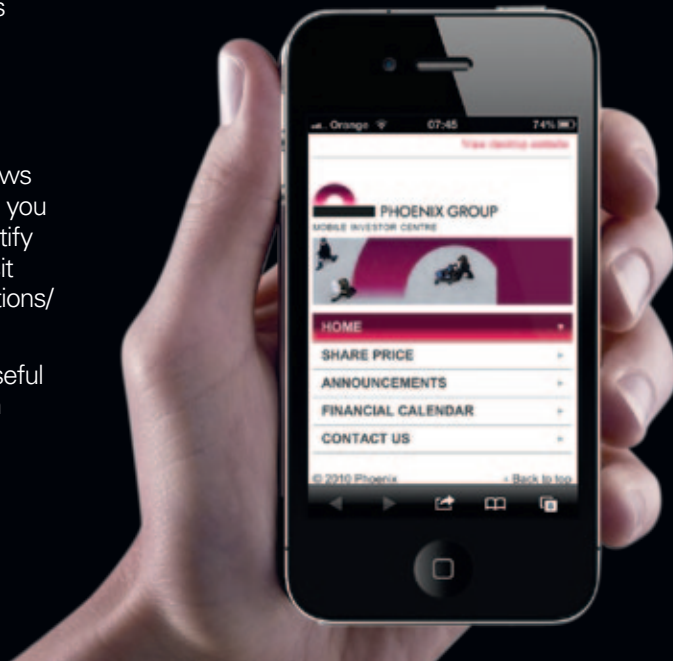 s
ws
you
tify
it
tions/
seful
Orange 07:45 74%
View desktop website
PHOENIX GROUP
MOBILE INVESTOR CENTRE
HOME
SHARE PRICE
ANNOUNCEMENTS
FINANCIAL CALENDAR
CONTACT US
© 2010 Phoenix Back to top